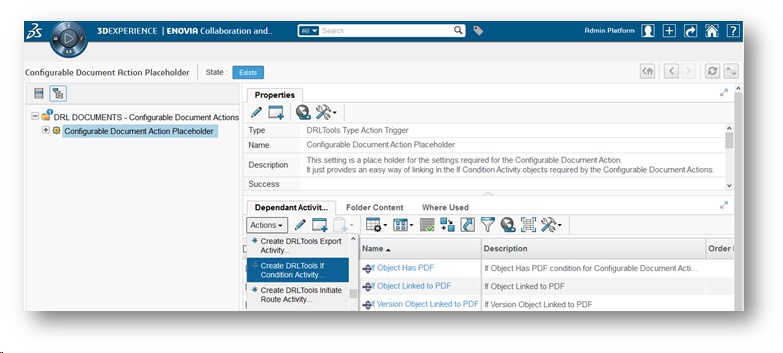 3DEXPERIENCE | ENOVIA Collaboration and..
All
Search
Admin Platform
Configurable Document Action Placeholder
State :
Exists
DRL DOCUMENTS - Configurable Document Actions
Configurable Document Action Placeholder
Properties
Type
DRLTools Type Action Trigger
Name
Configurable Document Action Placeholder
Description
This setting is a place holder for the settings required for the Configurable Document Action.
It just provides an easy way of linking in the If Condition Activity objects required by the Configurable Document Actions.
Success
Dependant Activit...
Folder Content
Where Used
Actions
Create DRLTools Export
Activity...
Create DRLTools If
Condition Activity...
Create DRLTools Initiate
Route Activity...
Name
Description
Order
If Object Has PDF
If Object Has PDF condition for Configurable Document Acti...
If Object Linked to PDF
If Object Linked to PDF
If Version Object Linked to PDF
If Version Object Linked to PDF